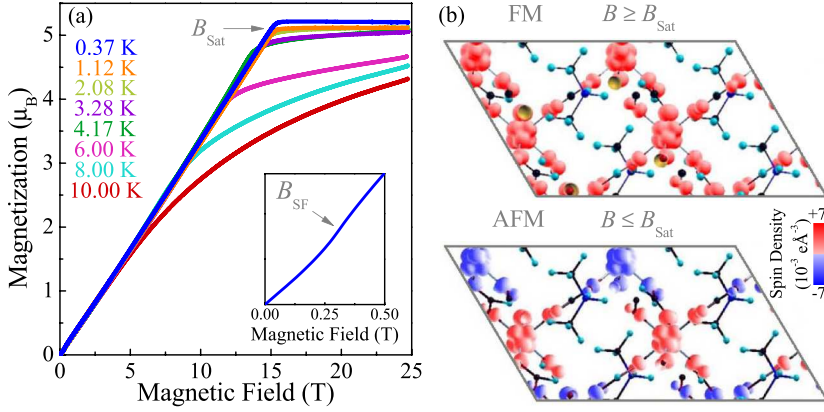 (a)
B_Sat
0.37 K
1.12 K
2.08 K
3.28 K
4.17 K
6.00 K
8.00 K
10.00 K
5
4
3
2
1
0
Magnetization (μ_B)
B_SF
0.00 0.25 0.50
Magnetic Field (T)
0 5 10 15 20 25
Magnetic Field (T)
(b)
FM B ≥ B_Sat
AFM B ≤ B_Sat
+7
-7
Spin Density
(10⁻³ eÅ⁻³)